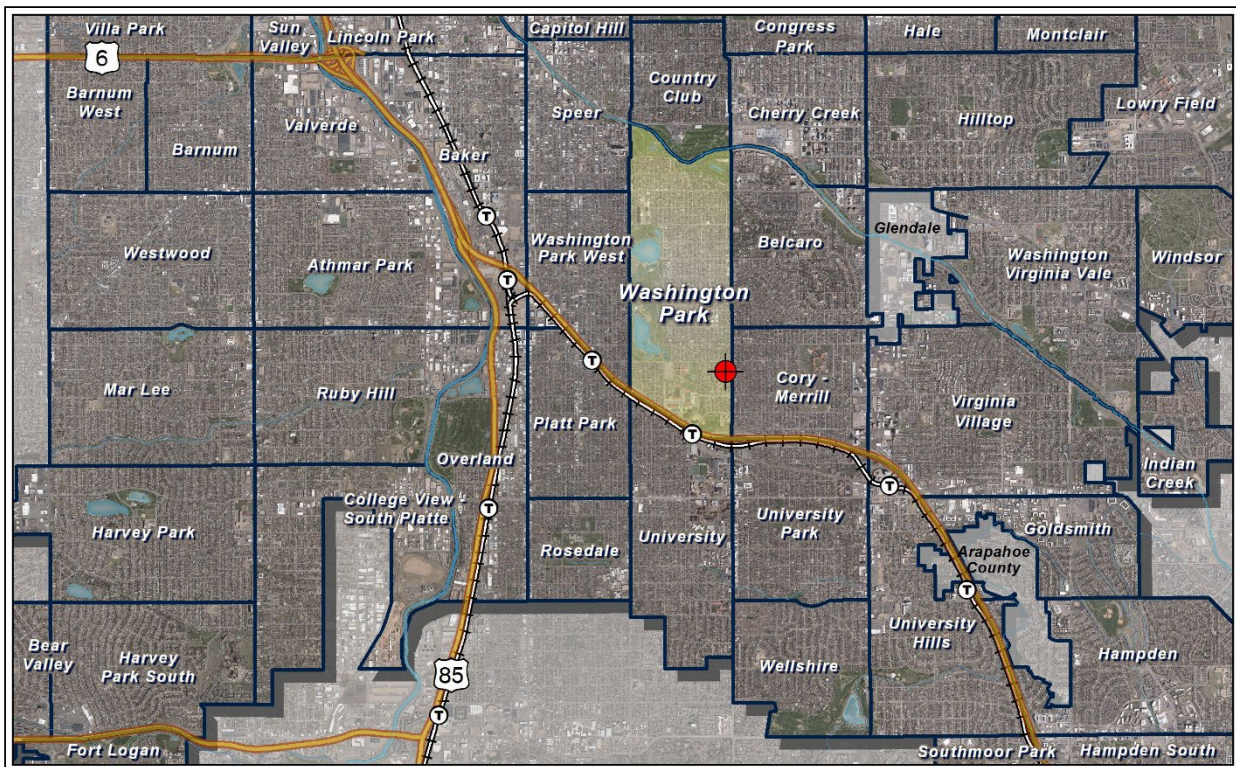 Villa Park
Sun
Valley
Lincoln Park
Capitol Hill
Congress
Park
Hale
Montclair
6
Barnum
West
Barnum
Valverde
Baker
Speer
Country
Club
Cherry Creek
Hilltop
Lowry Field
Westwood
Athmar Park
Washington
Park West
Washington
Park
Belcaro
Glendale
Washington
Virginia Vale
Windsor
T
T
T
Mar Lee
Ruby Hill
Platt Park
Cory -
Merrill
Virginia
Village
T
Overland
Indian
Creek
T
T
Harvey Park
College View -
South Platte
Rosedale
University
University
Park
Goldsmith
Arapahoe
County
T
Bear
Valley
Harvey
Park South
85
Wellshire
University
Hills
Hampden
T
Fort Logan
Southmoor Park
Hampden South